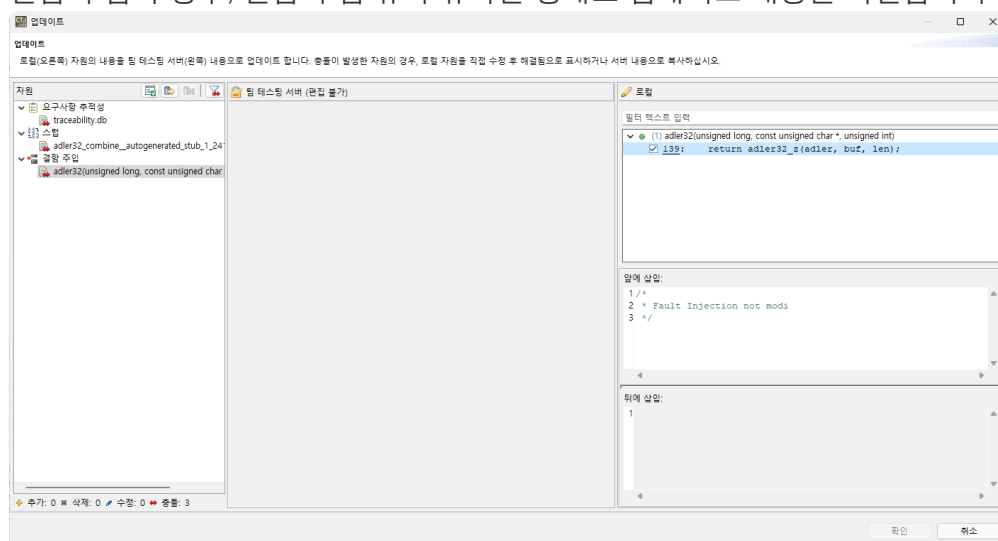 업데이트
업데이트
로컬(오른쪽) 자원의 내용을 팀 테스팅 서버(왼쪽) 내용으로 업데이트 합니다. 충돌이 발생한 자원의 경우, 로컬 자원을 직접 수정 후 해결됨으로 표시하거나 서버 내용으로 복사하십시오.
자원
요구사항 추적성
traceability.db
스텁
adler32_combine__autogenerated_stub_1_24
결함 주입
adler32(unsigned long, const unsigned char
추가: 0 삭제: 0 수정: 0 충돌: 3
팀 테스팅 서버 (편집 불가)
로컬
필터 텍스트 입력
(1) adler32(unsigned long, const unsigned char *, unsigned int)
139: return adler32_z(adler, buf, len);
앞에 삽입:
1 /*
2 * Fault Injection not modi
3 */
뒤에 삽입:
1
확인 취소